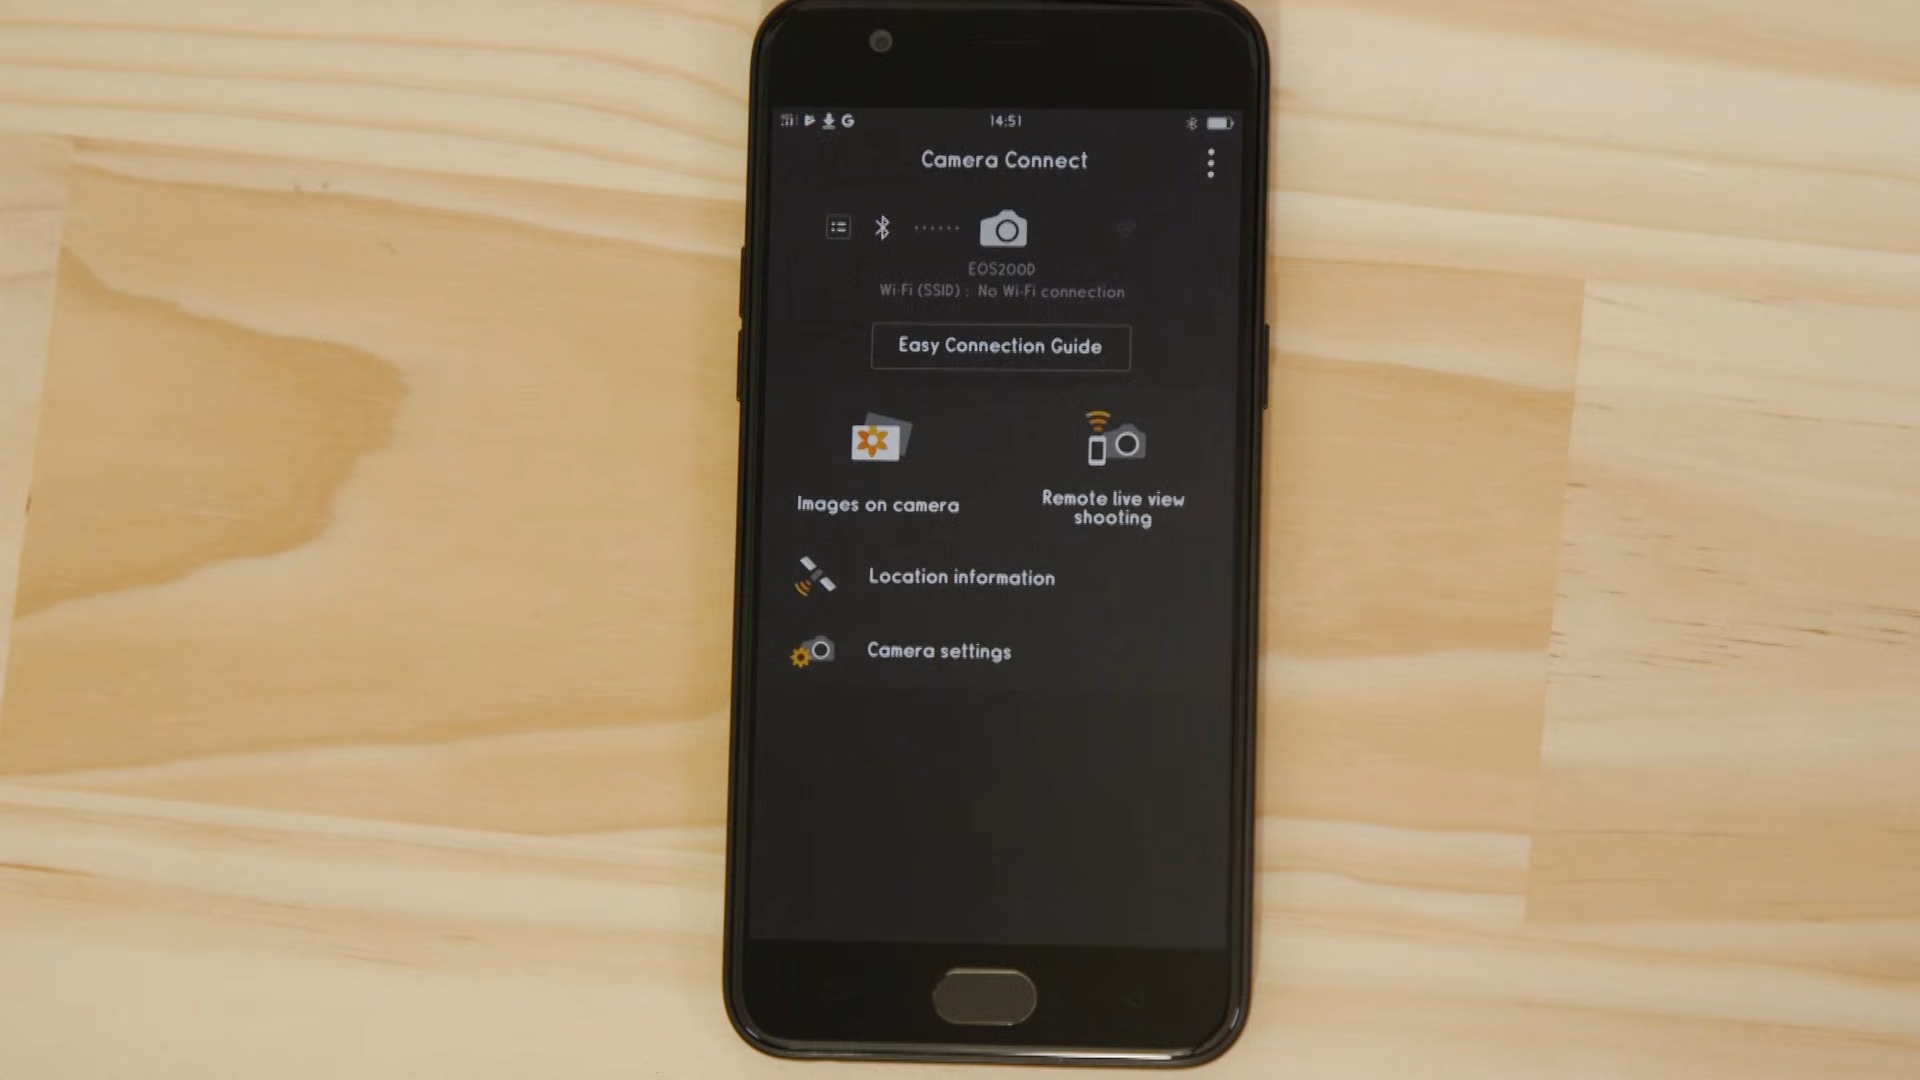 14:51
Camera Connect
EOS200D
Wi-Fi (SSID) : No Wi-Fi connection
Easy Connection Guide
Images on camera
Remote live view
shooting
Location information
Camera settings